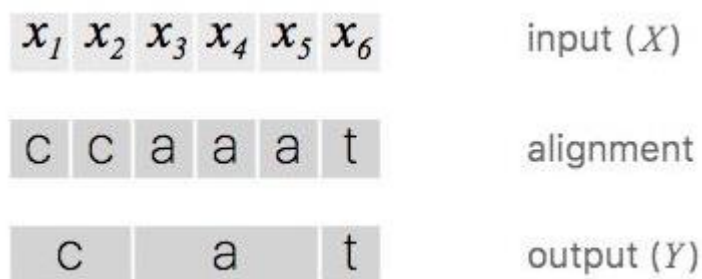 x₁ x₂ x₃ x₄ x₅ x₆ input (X)
c c a a a t alignment
c a t output (Y)